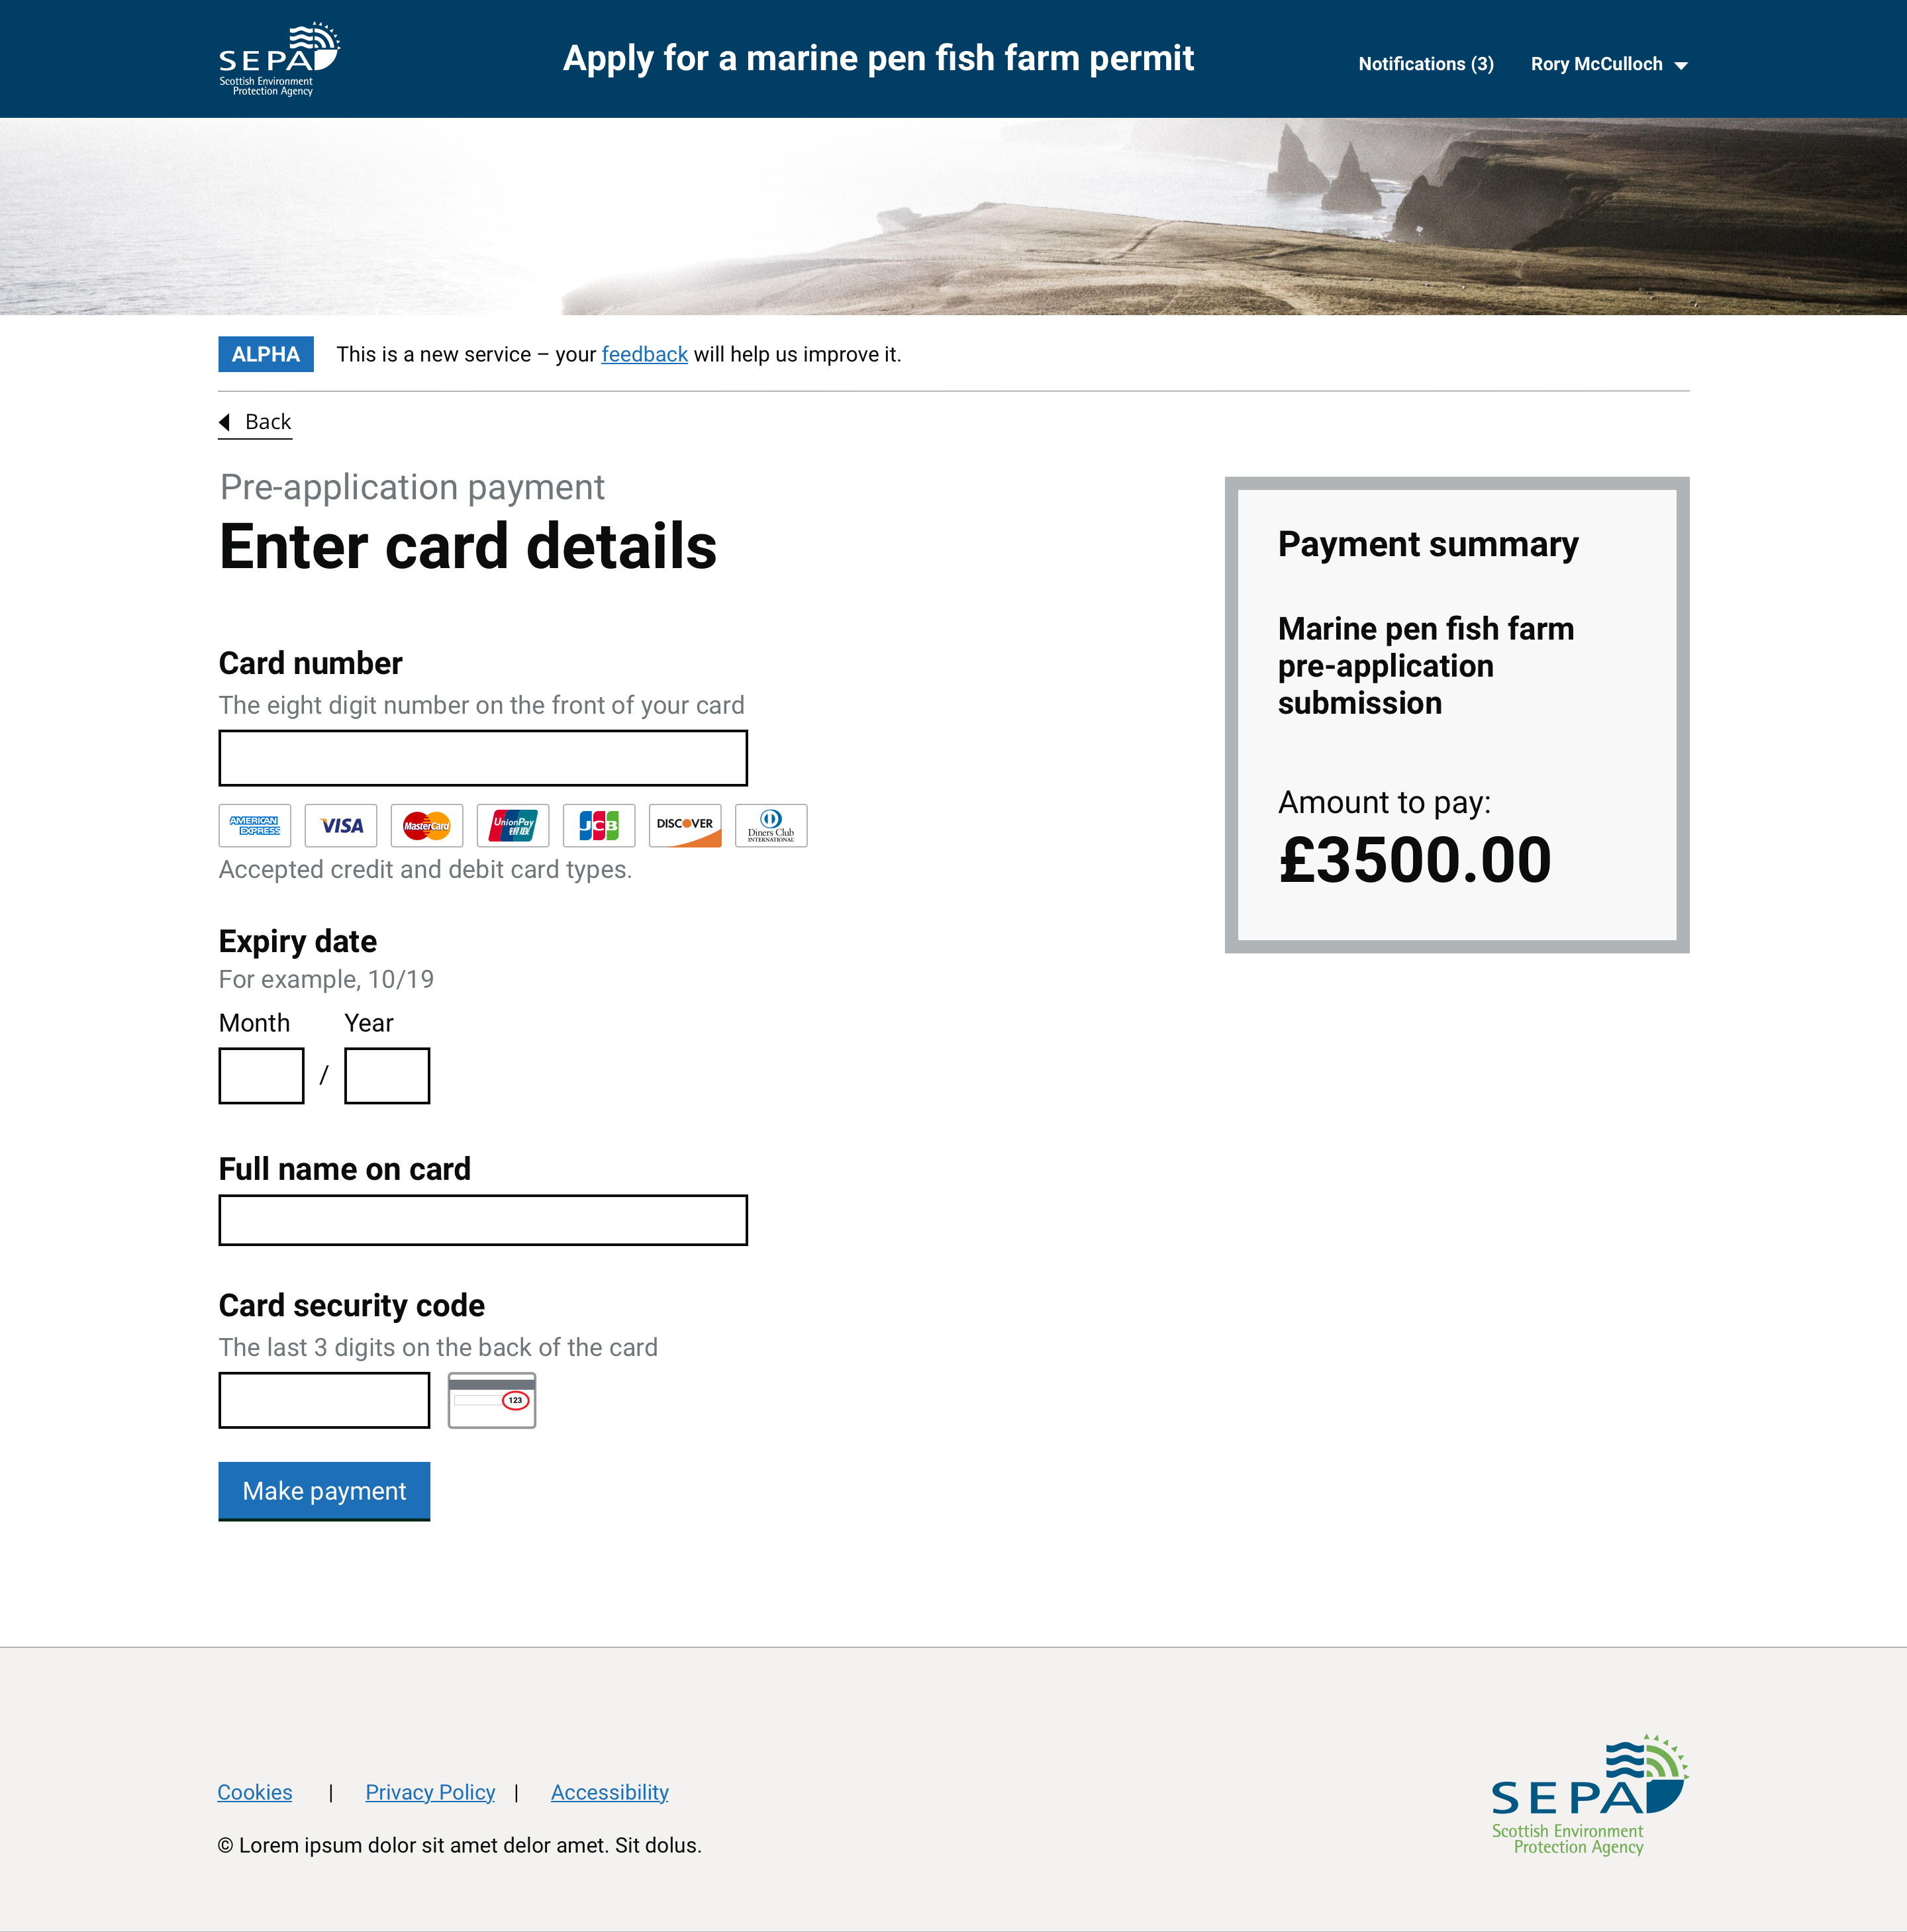 SEPA
Scottish Environment
Protection Agency
Apply for a marine pen fish farm permit
Notifications (3)
Rory McCulloch
ALPHA
This is a new service – your feedback will help us improve it.
Back
Pre-application payment
Enter card details
Card number
The eight digit number on the front of your card
AMERICAN
EXPRESS
VISA
MasterCard
UnionPay
银联
JCB
DISCOVER
Diners Club
INTERNATIONAL
Accepted credit and debit card types.
Expiry date
For example, 10/19
Month
Year
/
Full name on card
Card security code
The last 3 digits on the back of the card
123
Make payment
Payment summary
Marine pen fish farm
pre-application
submission
Amount to pay:
£3500.00
Cookies | Privacy Policy | Accessibility
© Lorem ipsum dolor sit amet delor amet. Sit dolus.
SEPA
Scottish Environment
Protection Agency